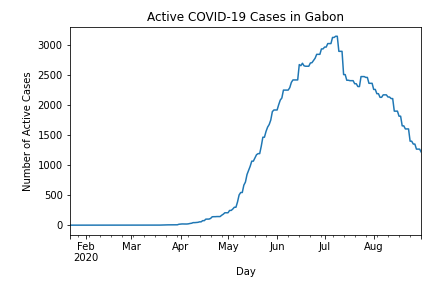 Active COVID-19 Cases in Gabon
Number of Active Cases
3000
2500
2000
1500
1000
500
0
Feb Mar Apr May Jun Jul Aug
2020
Day